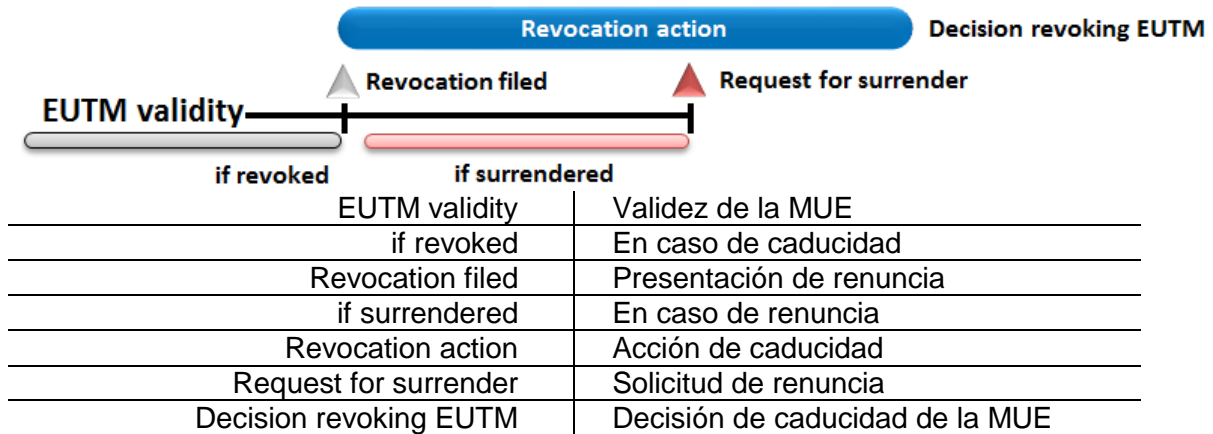 Revocation action
Decision revoking EUTM
Revocation filed
Request for surrender
EUTM validity
if revoked
if surrendered
EUTM validity Validez de la MUE
if revoked En caso de caducidad
Revocation filed Presentación de renuncia
if surrendered En caso de renuncia
Revocation action Acción de caducidad
Request for surrender Solicitud de renuncia
Decision revoking EUTM Decisión de caducidad de la MUE